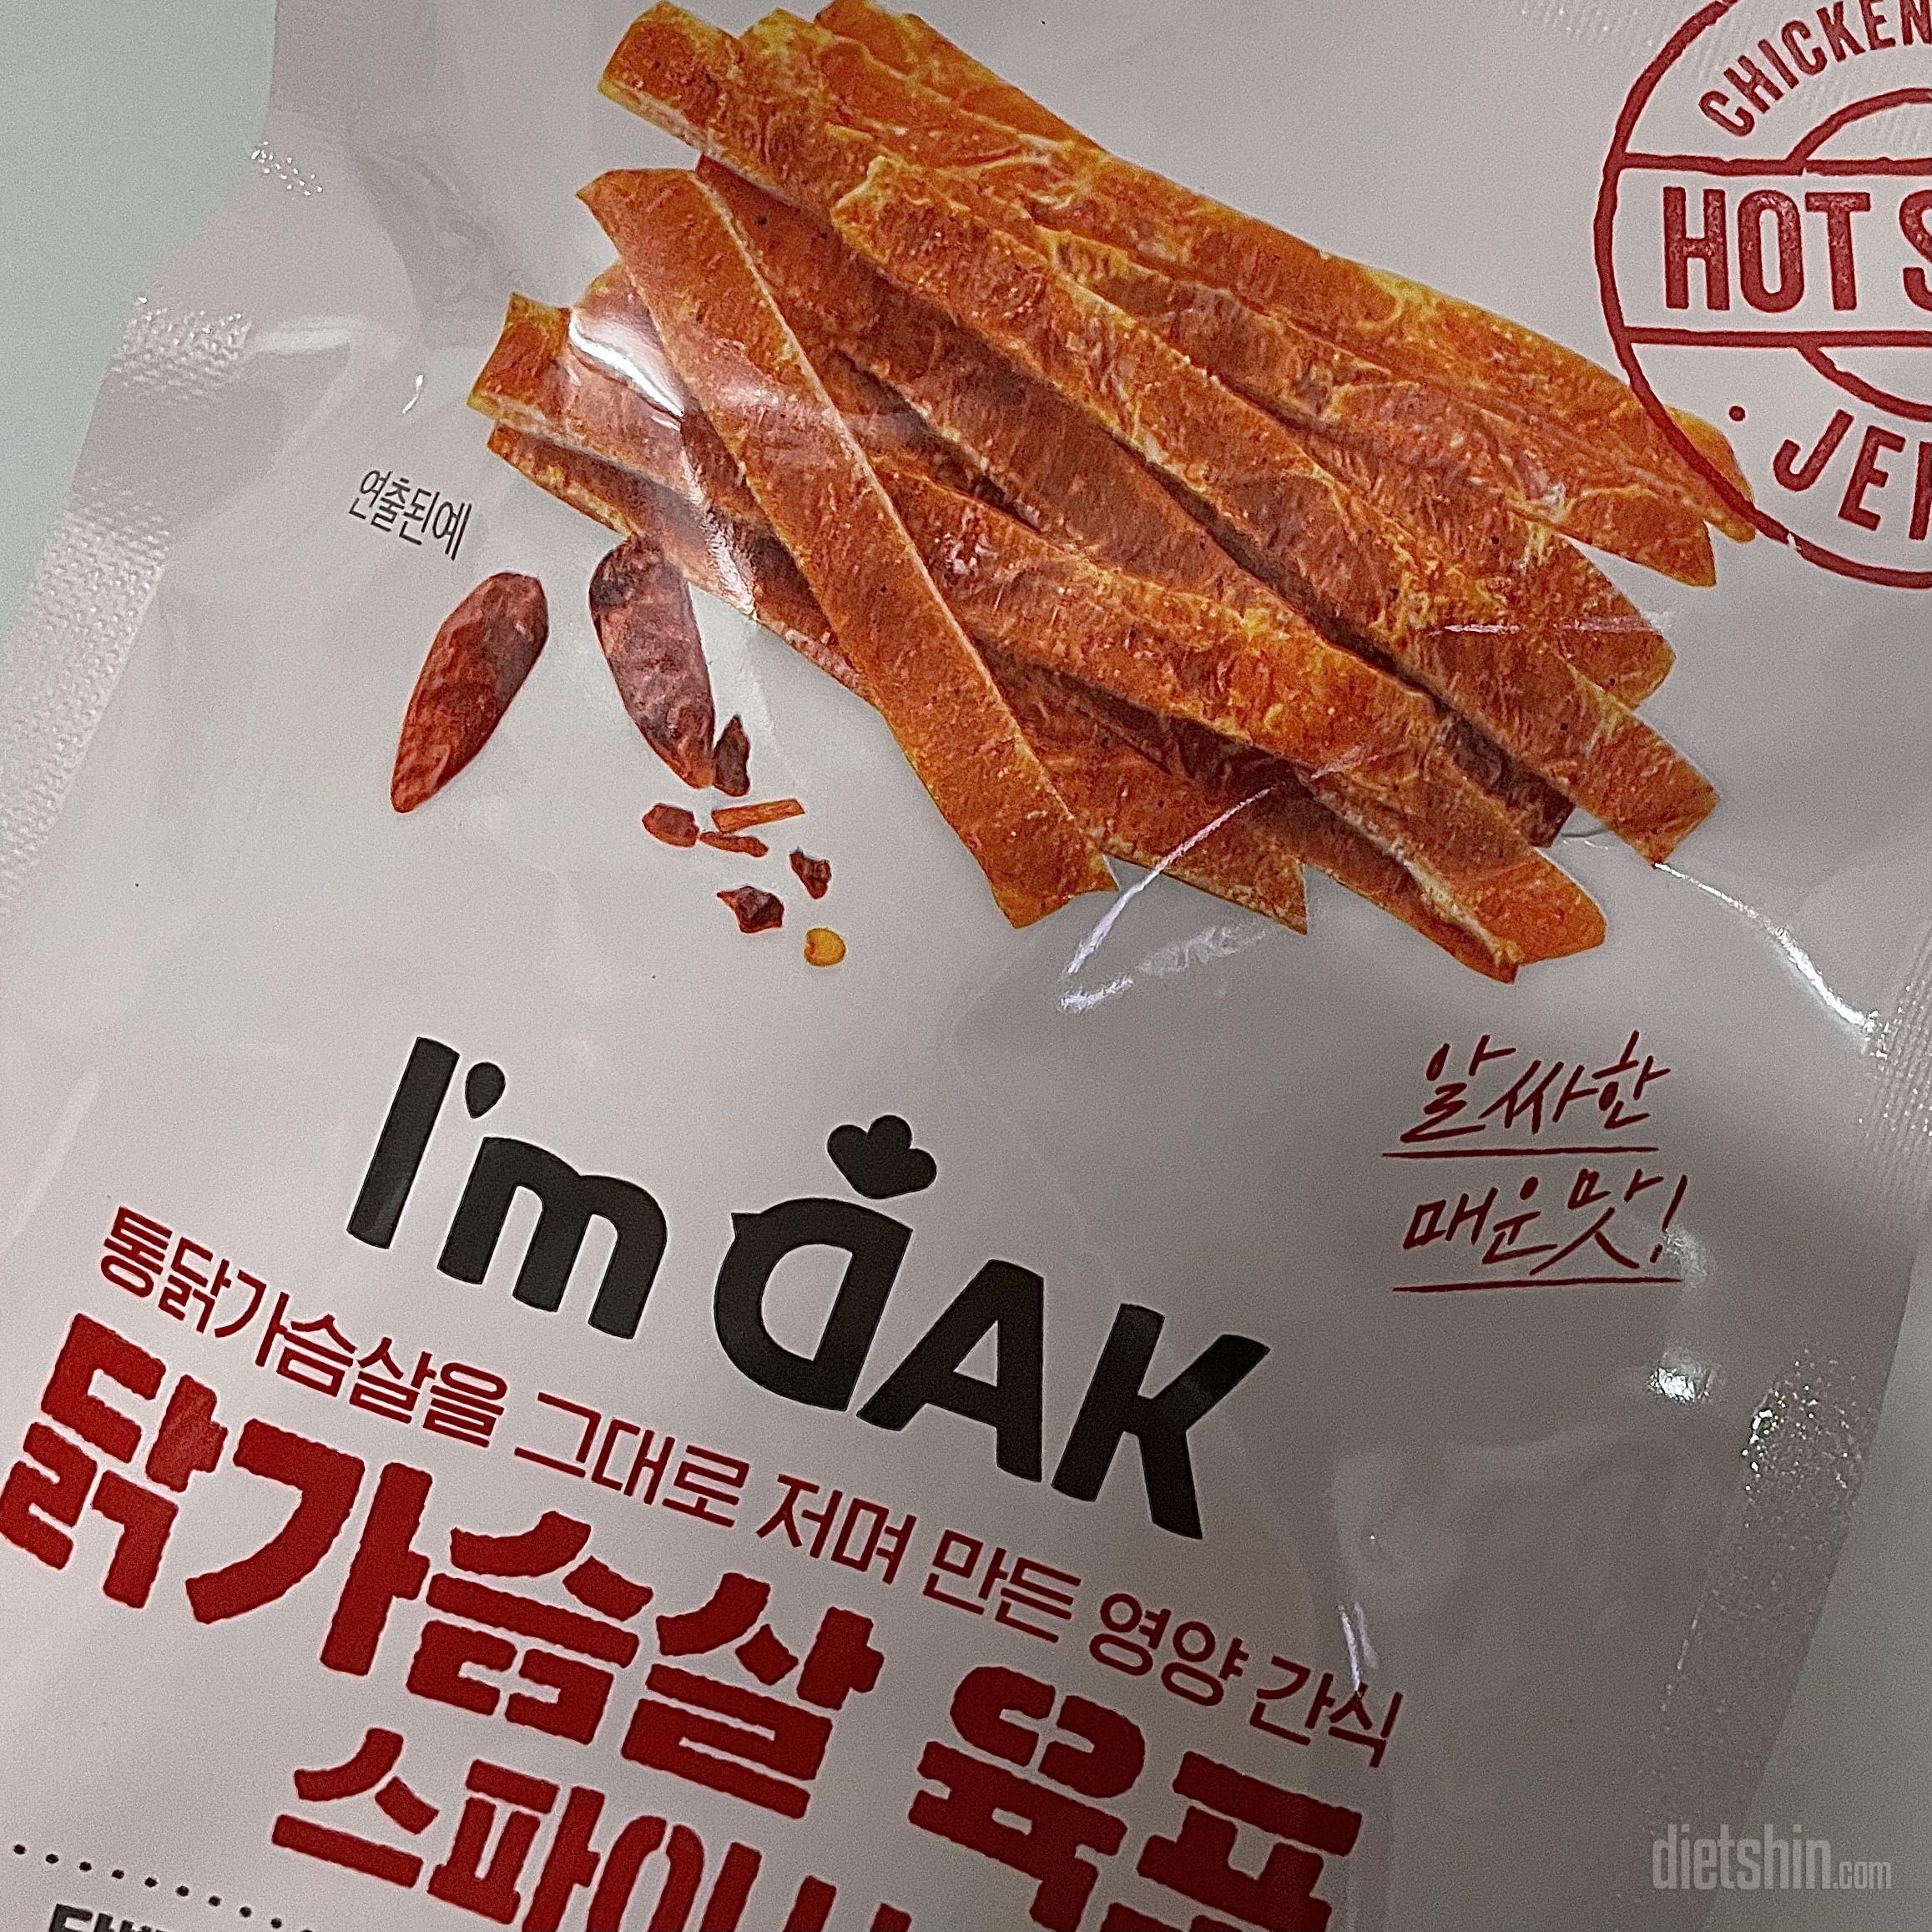 CHICKEN
HOT
연출된예
I'm DAK
알싸한
매운맛!
통닭가슴살을 그대로 저며 만든 영양 간식
닭가슴살 육포
dietshin.com